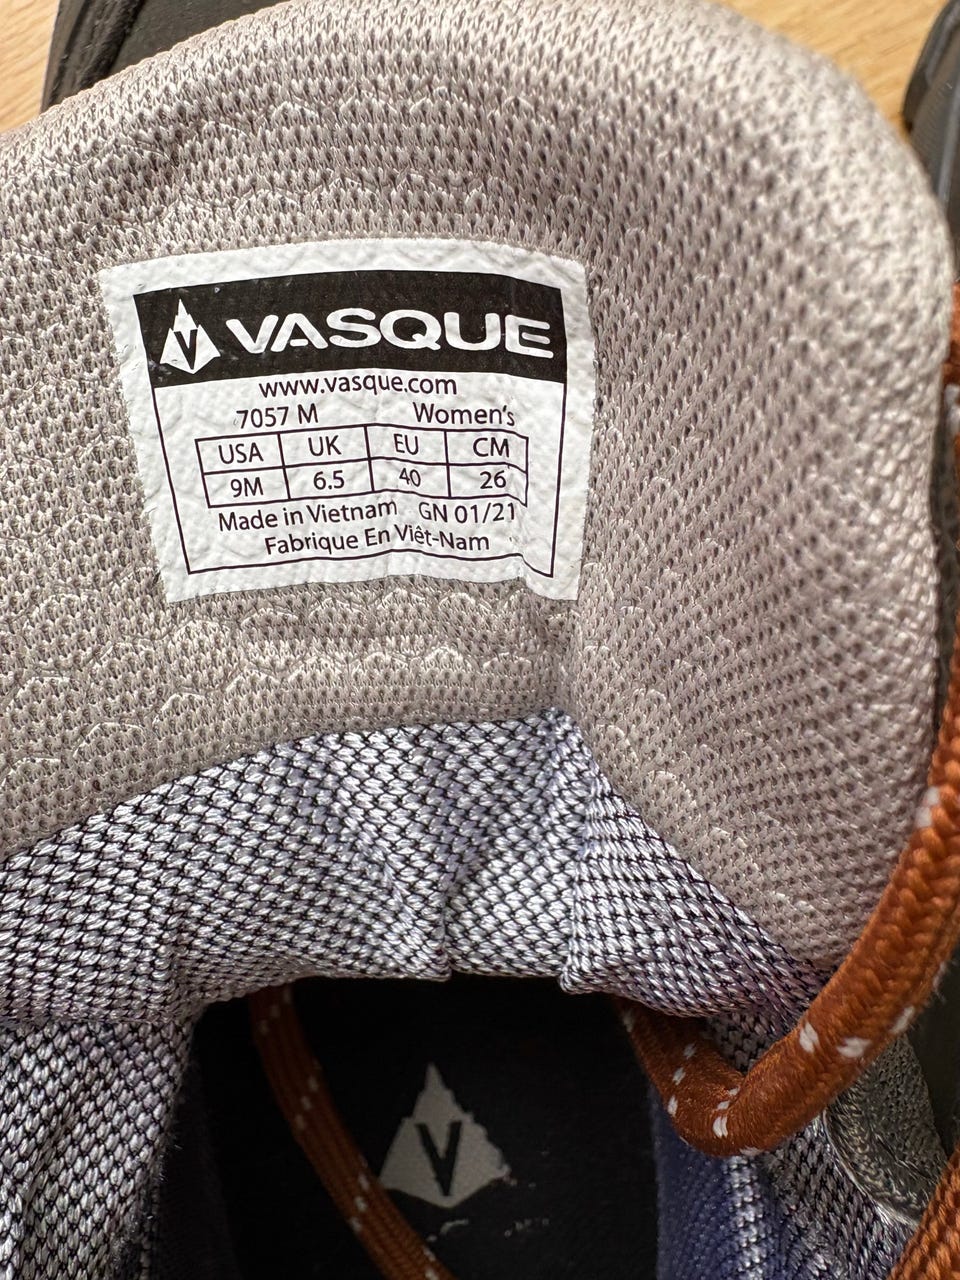 V VASQUE
www.vasque.com
7057 M Women's
USA UK EU CM
9M 6.5 40 26
Made in Vietnam GN 01/21
Fabrique En Viêt-Nam
V